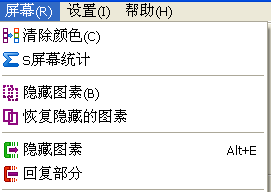 屏幕(R) 设置(I) 帮助(H)
清除颜色(C)
S屏幕统计
隐藏图素(B)
恢复隐藏的图素
隐藏图素 Alt+E
回复部分